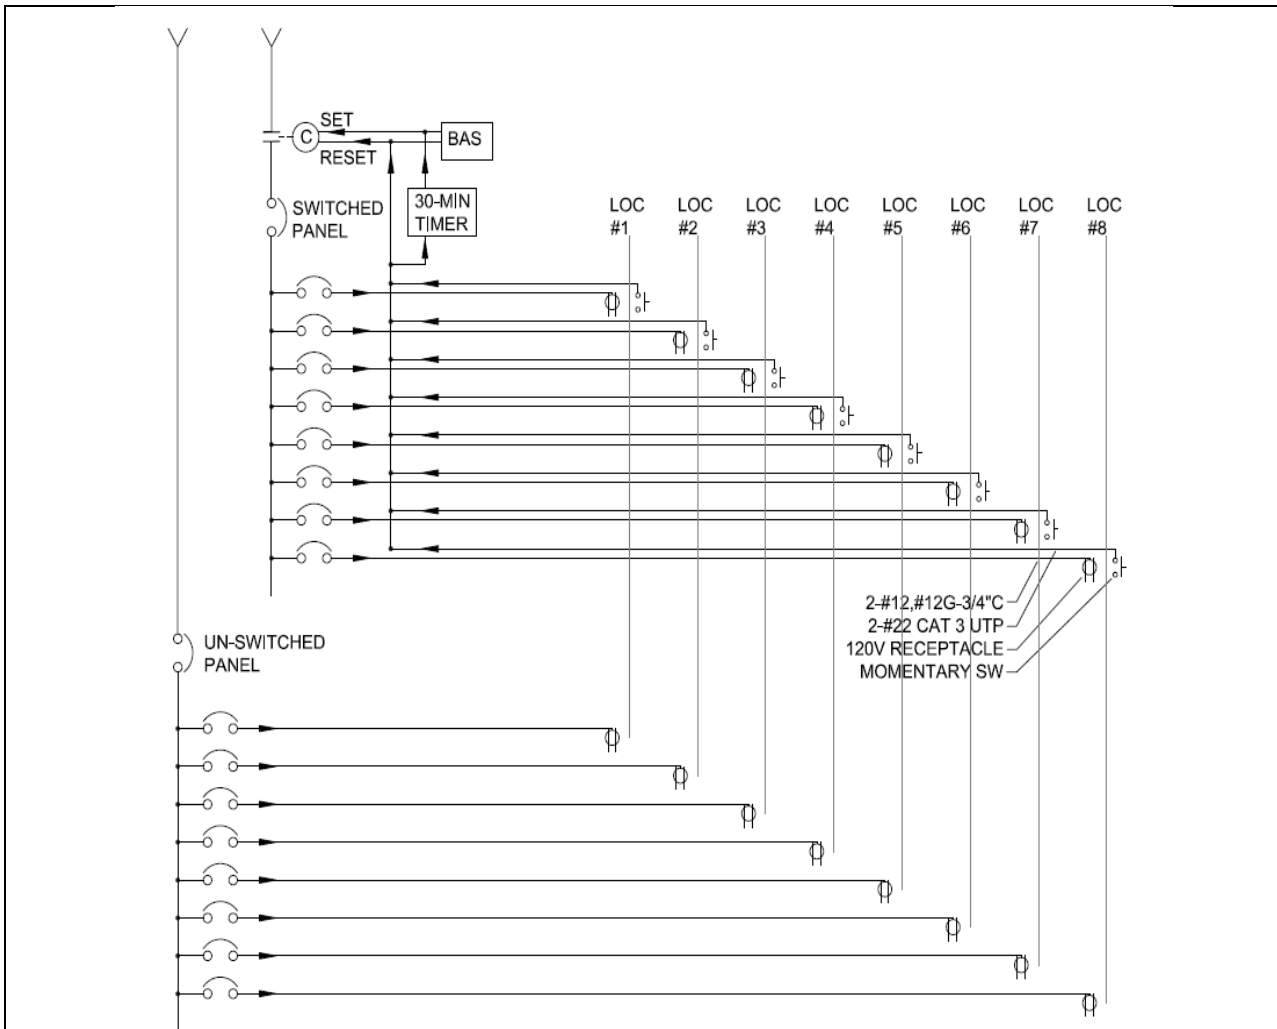 SET
C
BAS
RESET
SWITCHED
PANEL
30-MIN
TIMER
LOC
#1
LOC
#2
LOC
#3
LOC
#4
LOC
#5
LOC
#6
LOC
#7
LOC
#8
2-#12,#12G-3/4"C
2-#22 CAT 3 UTP
120V RECEPTACLE
MOMENTARY SW
UN-SWITCHED
PANEL